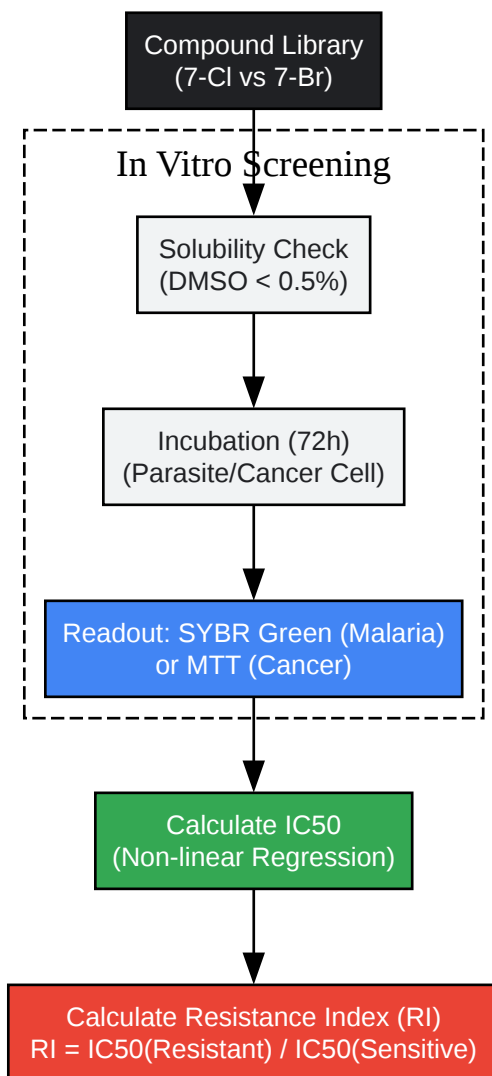 Compound Library
(7-Cl vs 7-Br)
In Vitro Screening
Solubility Check
(DMSO < 0.5%)
Incubation (72h)
(Parasite/Cancer Cell)
Readout: SYBR Green (Malaria)
or MTT (Cancer)
Calculate IC50
(Non-linear Regression)
Calculate Resistance Index (RI)
RI = IC50(Resistant) / IC50(Sensitive)